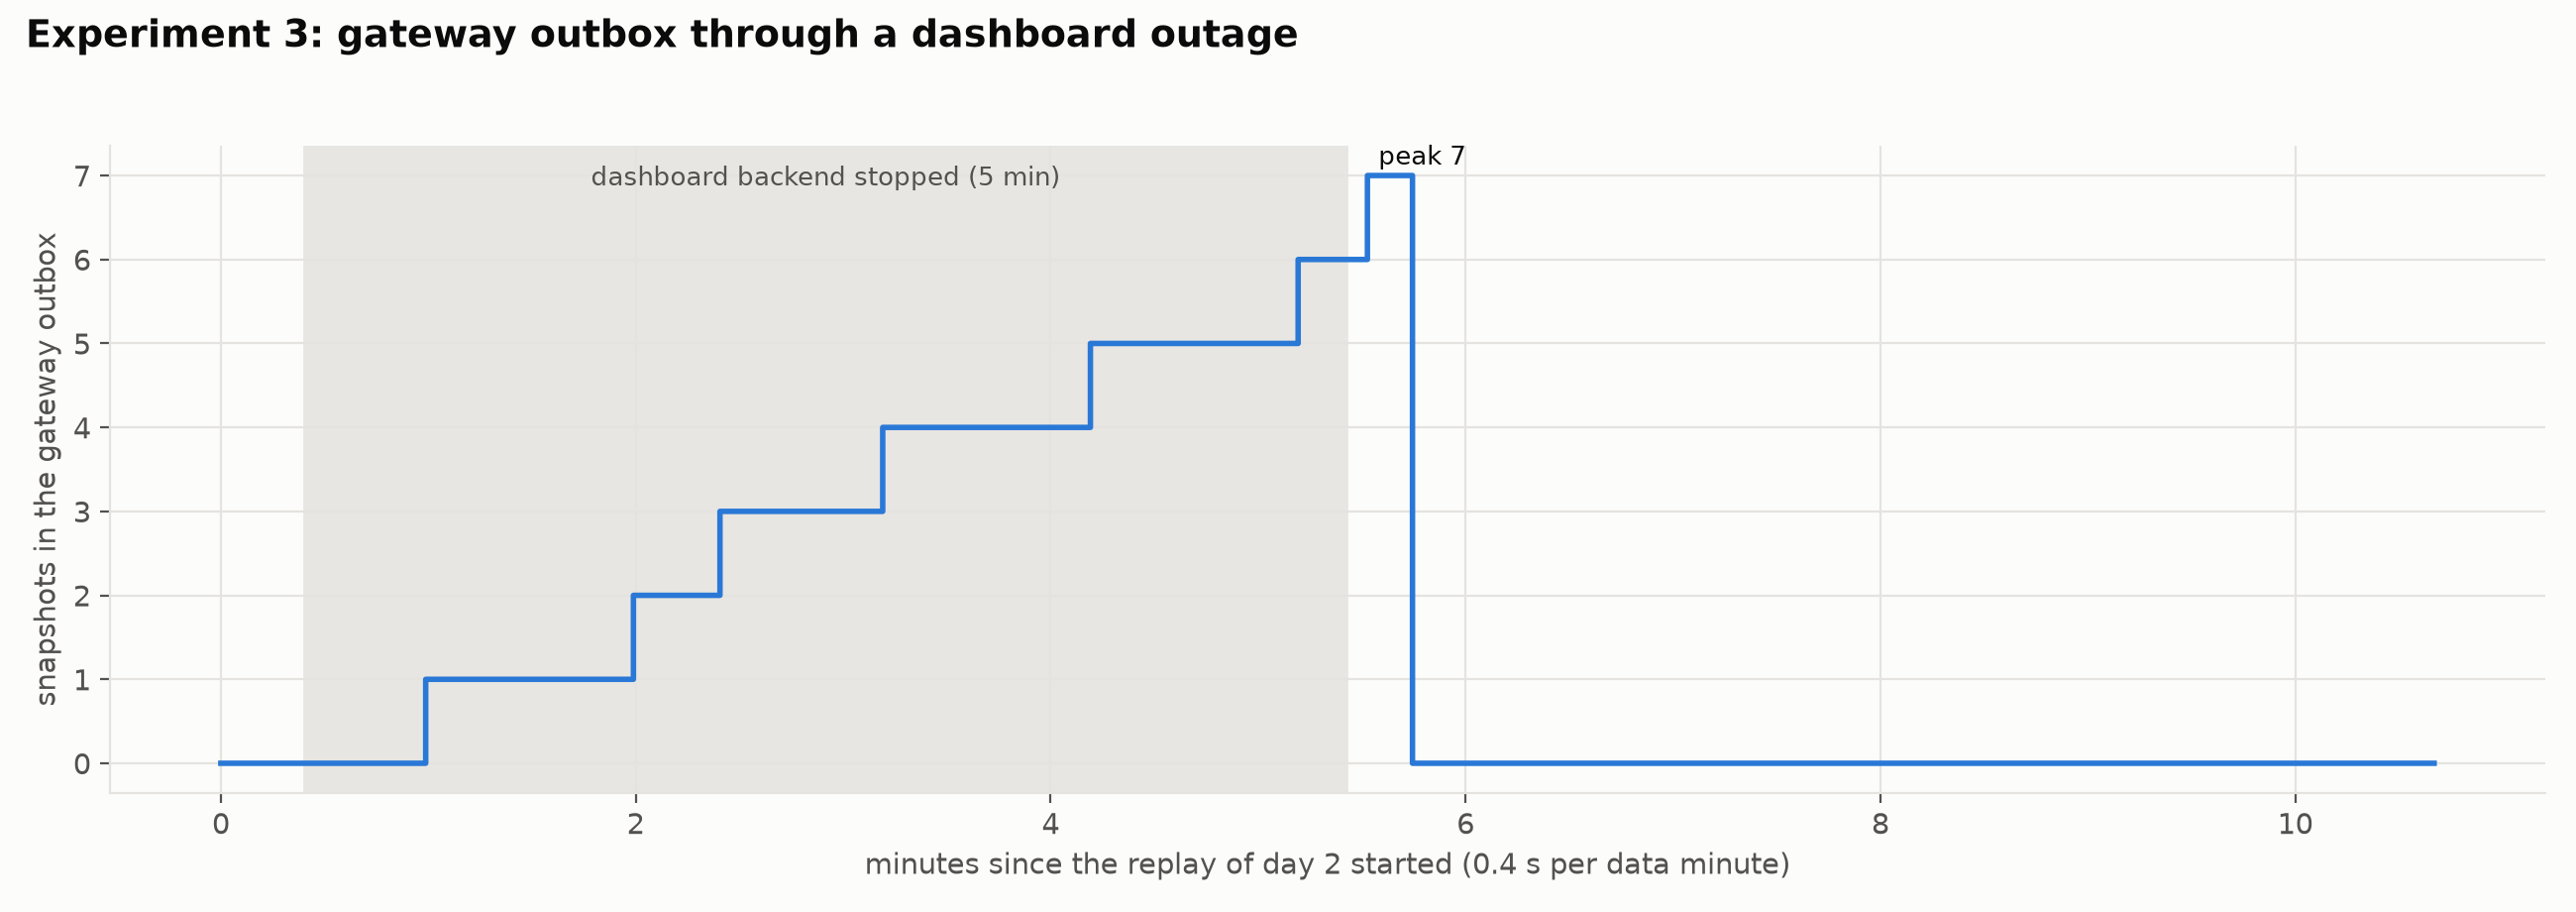 Experiment 3: gateway outbox through a dashboard outage
peak 7
dashboard backend stopped (5 min)
snapshots in the gateway outbox
7
6
5
4
3
2
1
0
0 2 4 6 8 10
minutes since the replay of day 2 started (0.4 s per data minute)